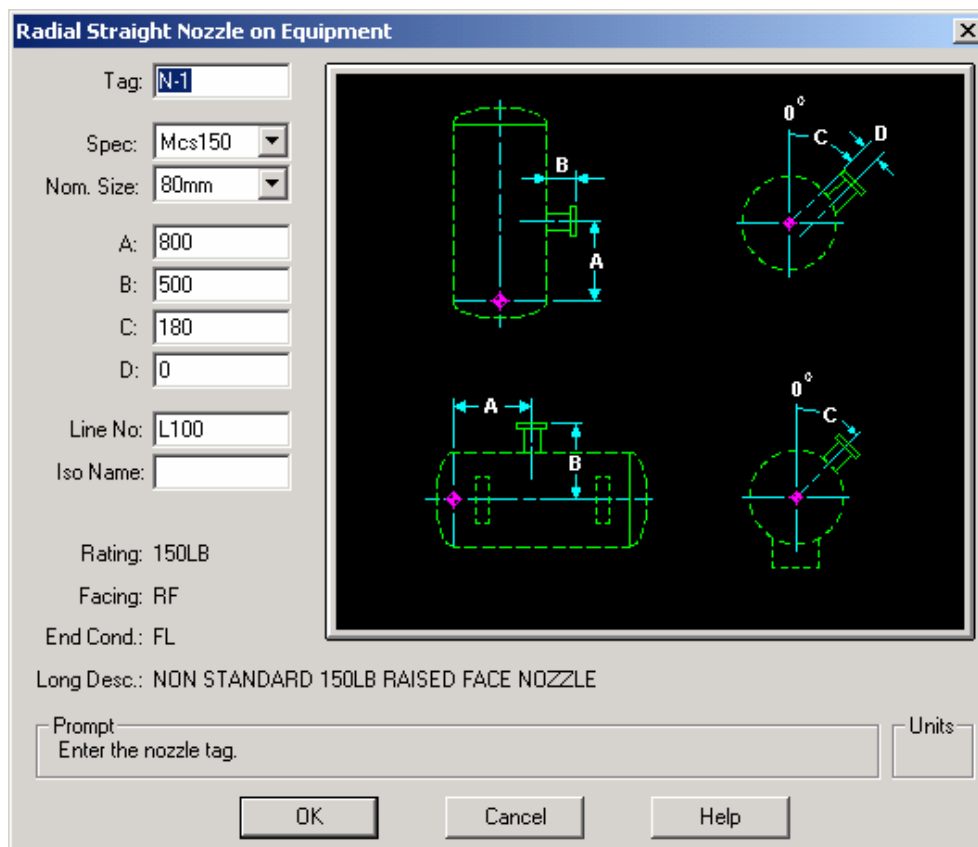 Radial Straight Nozzle on Equipment
Tag: N-1
Spec: Mcs150
Nom. Size: 80mm
A: 800
B: 500
C: 180
D: 0
Line No: L100
Iso Name:
Rating: 150LB
Facing: RF
End Cond.: FL
Long Desc.: NON STANDARD 150LB RAISED FACE NOZZLE
B
A
0°
C
D
A
B
0°
C
Prompt
Enter the nozzle tag.
Units
OK
Cancel
Help